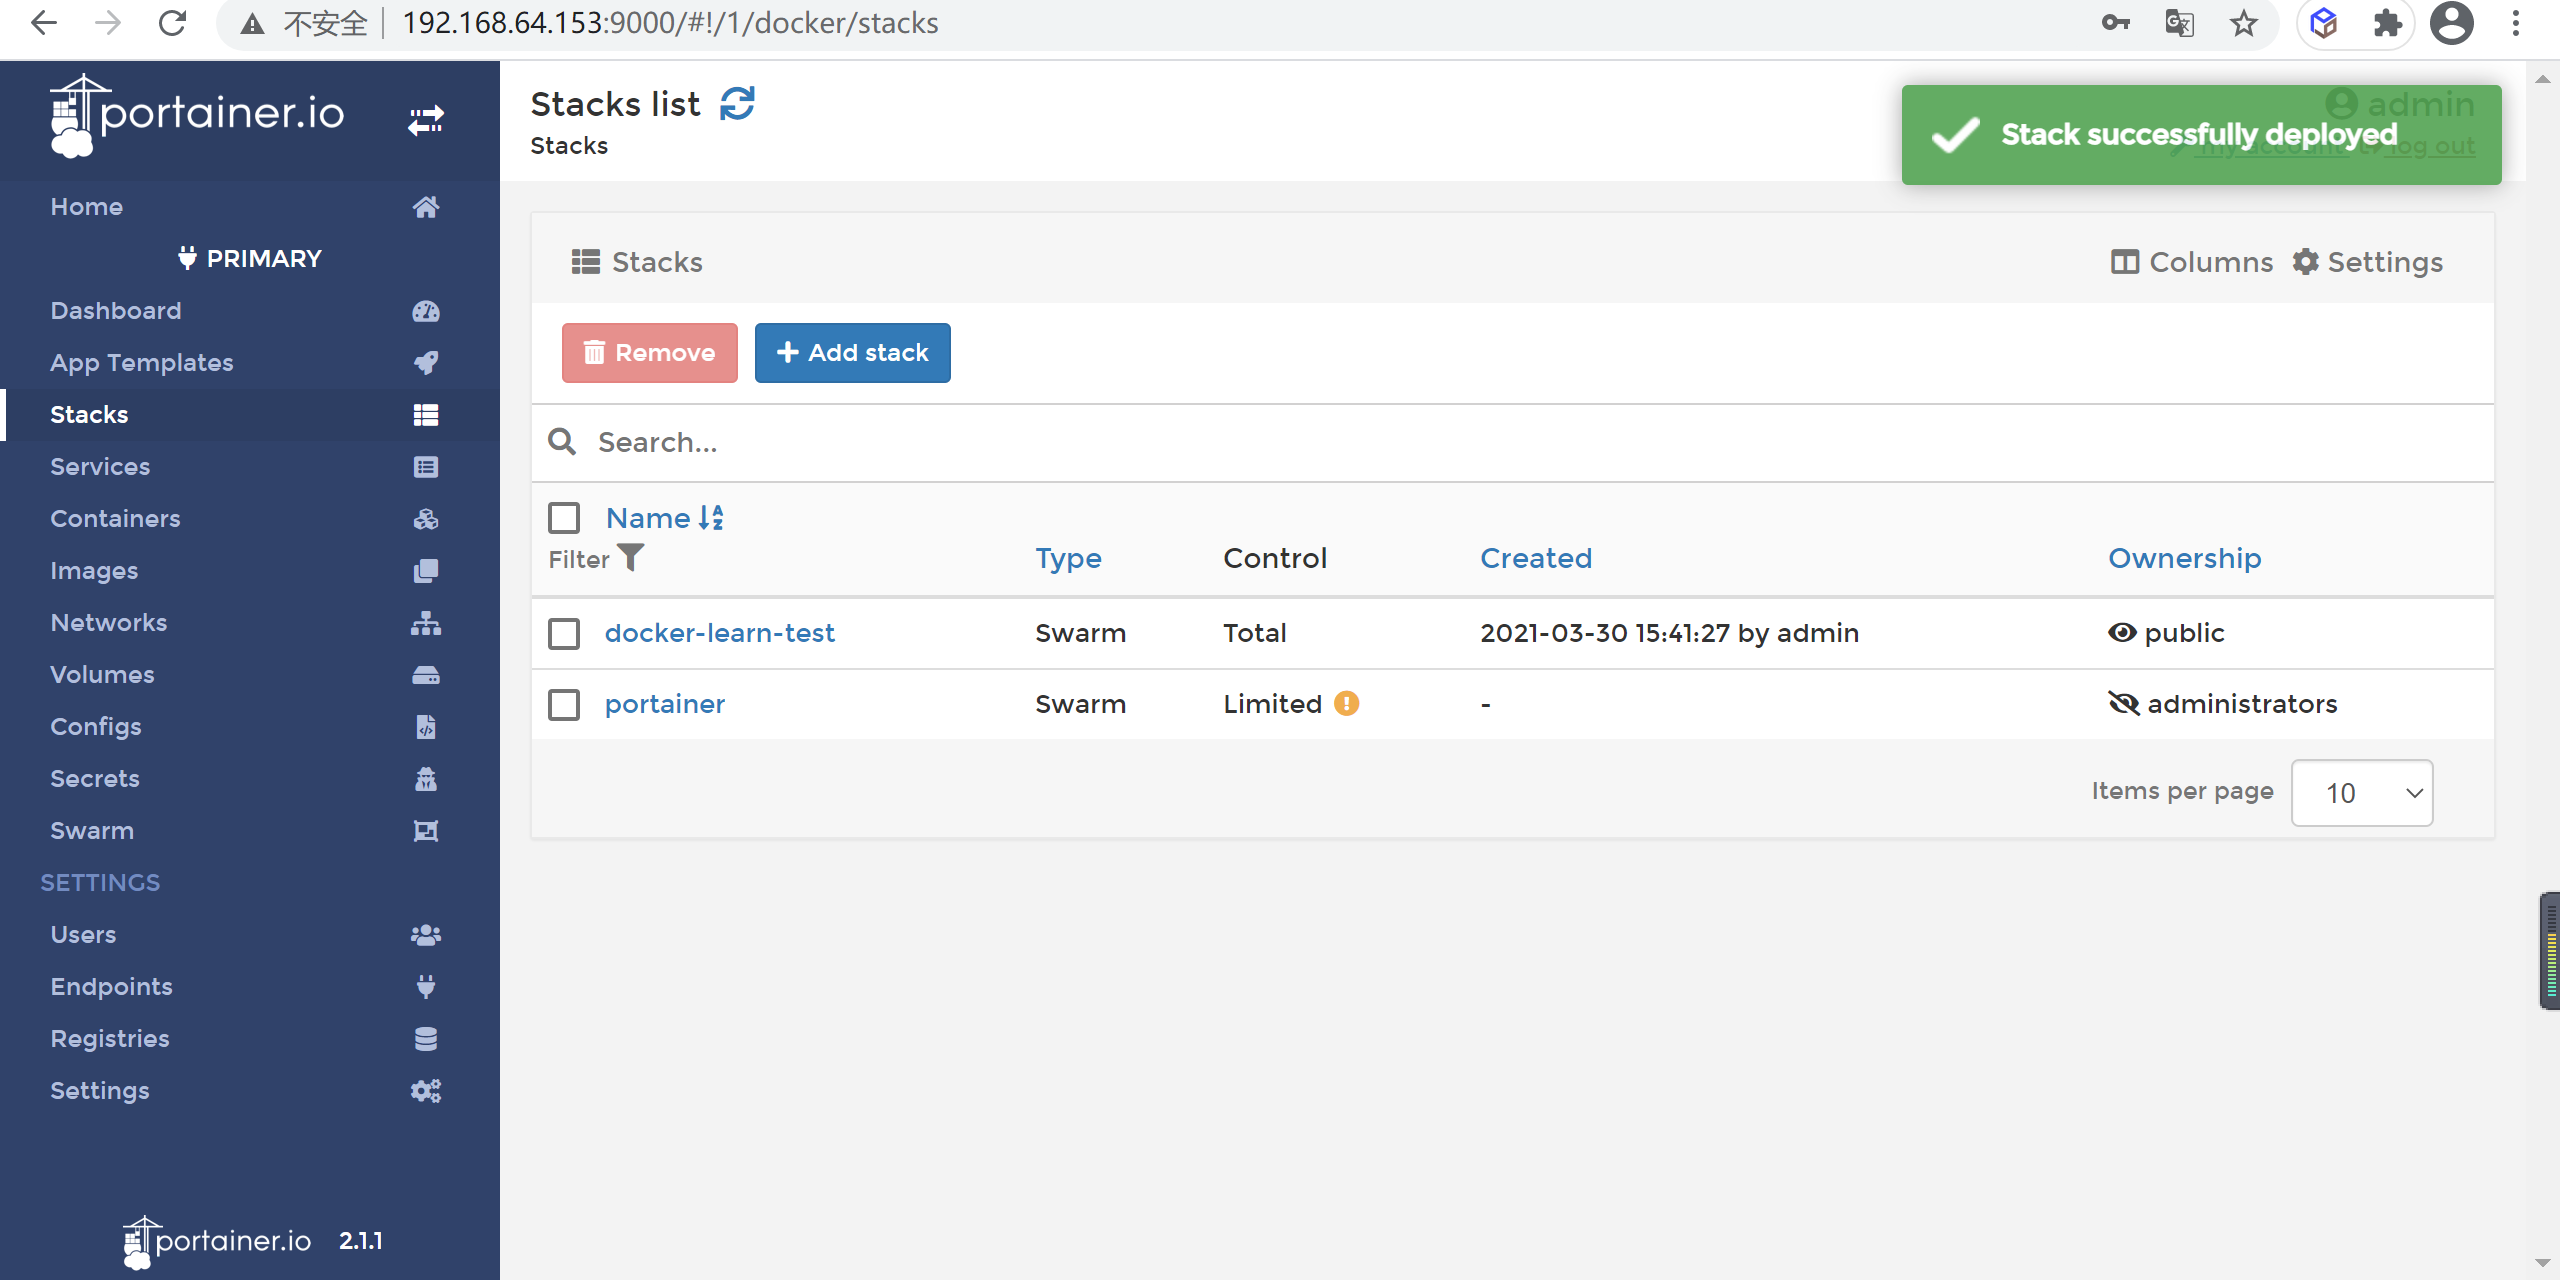 不安全 192.168.64.153:9000/#!/1/docker/stacks
portainer.io
Home
PRIMARY
Dashboard
App Templates
Stacks
Services
Containers
Images
Networks
Volumes
Configs
Secrets
Swarm
SETTINGS
Users
Endpoints
Registries
Settings
portainer.io 2.1.1
Stacks list
Stacks
admin
my account log out
Stack successfully deployed
Stacks
Columns Settings
Remove Add stack
Search...
Name
Filter Type Control Created Ownership
docker-learn-test Swarm Total 2021-03-30 15:41:27 by admin public
portainer Swarm Limited - administrators
Items per page 10